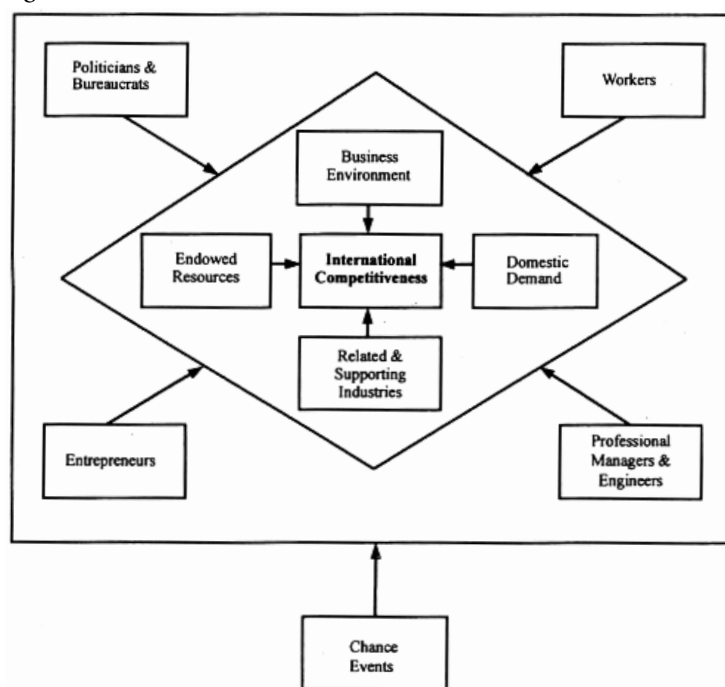 Politicians &
Bureaucrats
Workers
Business
Environment
Endowed
Resources
International
Competitiveness
Domestic
Demand
Related &
Supporting
Industries
Entrepreneurs
Professional
Managers &
Engineers
Chance
Events